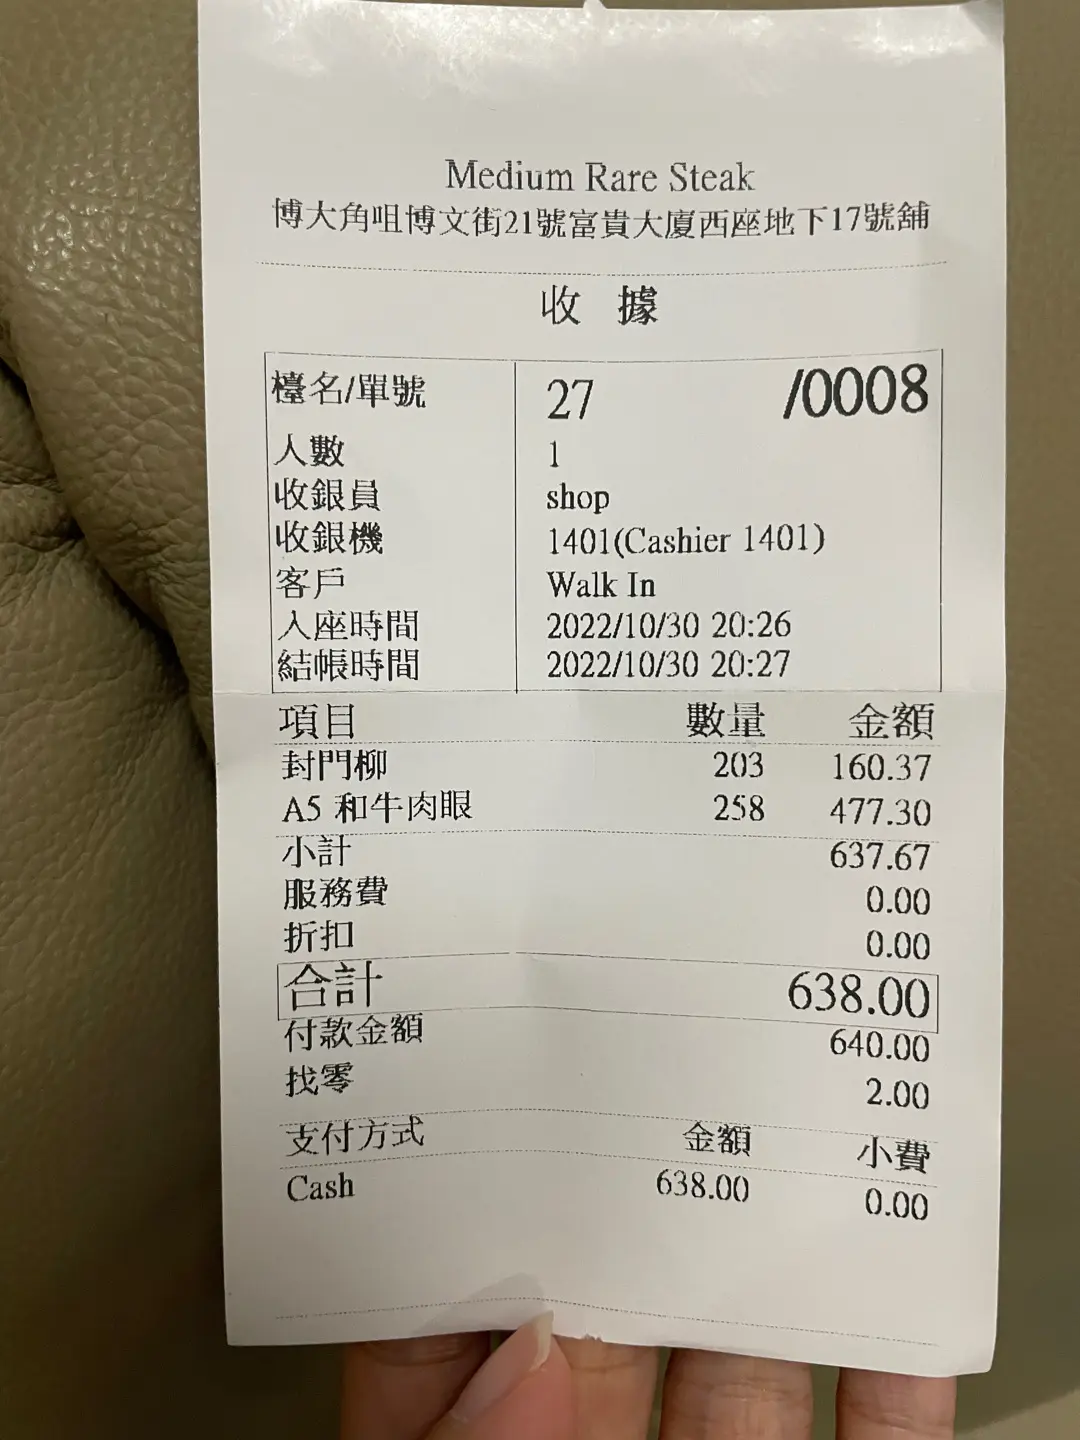 Medium Rare Steak
博大角咀博文街21號富貴大廈西座地下17號舖
收 據
檯名/單號 27 /0008
人數 1
收銀員 shop
收銀機 1401(Cashier 1401)
客戶 Walk In
入座時間 2022/10/30 20:26
結帳時間 2022/10/30 20:27
項目 數量 金額
封門柳 203 160.37
A5 和牛肉眼 258 477.30
小計 637.67
服務費 0.00
折扣 0.00
合計 638.00
付款金額 640.00
找零 2.00
支付方式 金額 小費
Cash 638.00 0.00